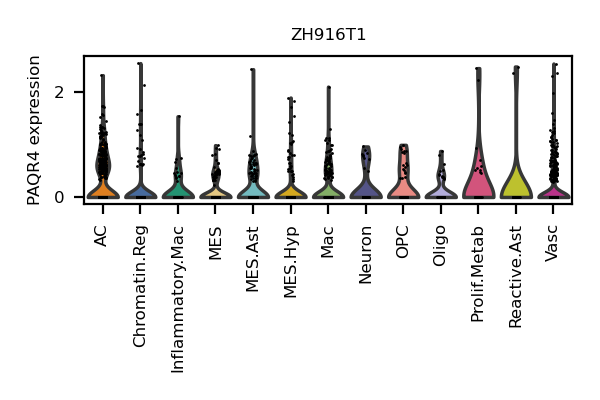 ZH916T1
PAQR4 expression
2
0
AC
Chromatin.Reg
Inflammatory.Mac
MES
MES.Ast
MES.Hyp
Mac
Neuron
OPC
Oligo
Prolif.Metab
Reactive.Ast
Vasc